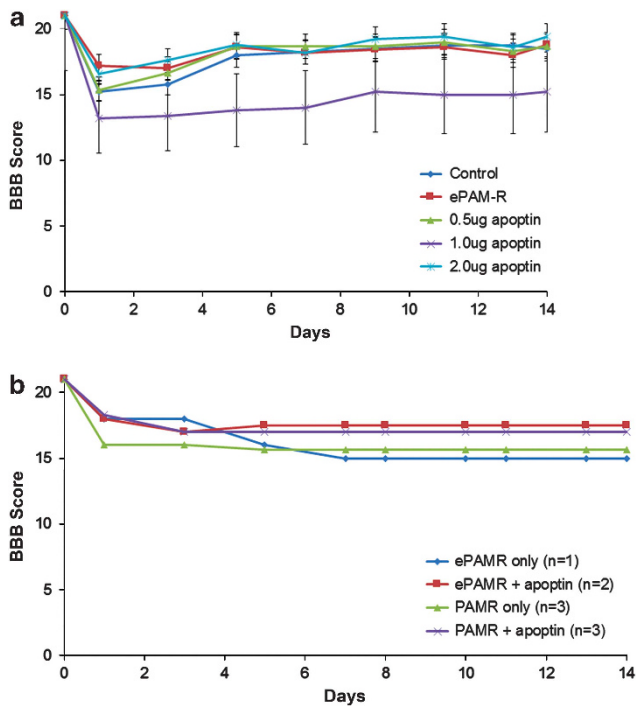 a
20
15
10
5
0
BBB Score
0 2 4 6 8 10 12 14
Days
Control
ePAM-R
0.5ug apoptin
1.0ug apoptin
2.0ug apoptin
b
20
15
10
5
0
BBB Score
0 2 4 6 8 10 12 14
Days
ePAMR only (n=1)
ePAMR + apoptin (n=2)
PAMR only (n=3)
PAMR + apoptin (n=3)